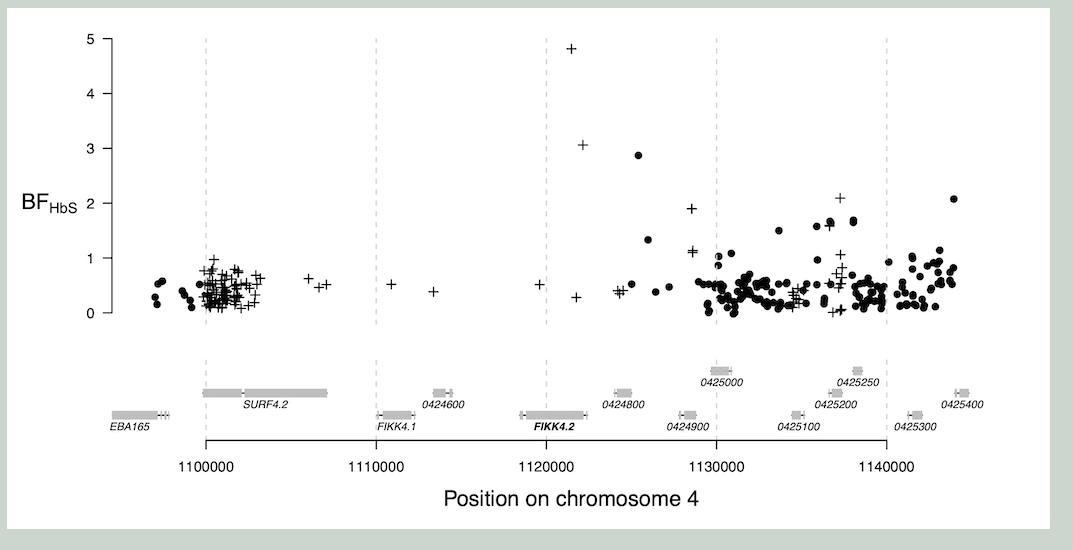 5
4
3
BF_HbS 2
1
0
0425000 0425250
SURF4.2 0424600 0424800 0425200 0425400
EBA165 FIKK4.1 FIKK4.2 0424900 0425100 0425300
1100000 1110000 1120000 1130000 1140000
Position on chromosome 4